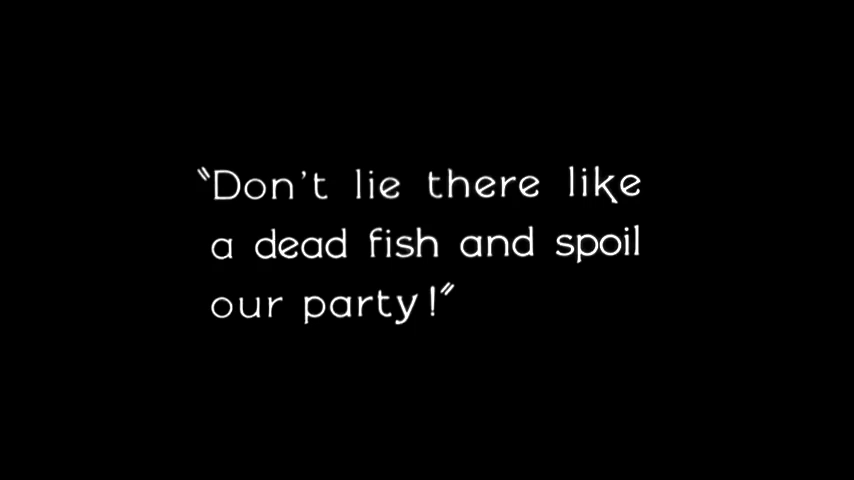 "Don't lie there like
a dead fish and spoil
our party!"